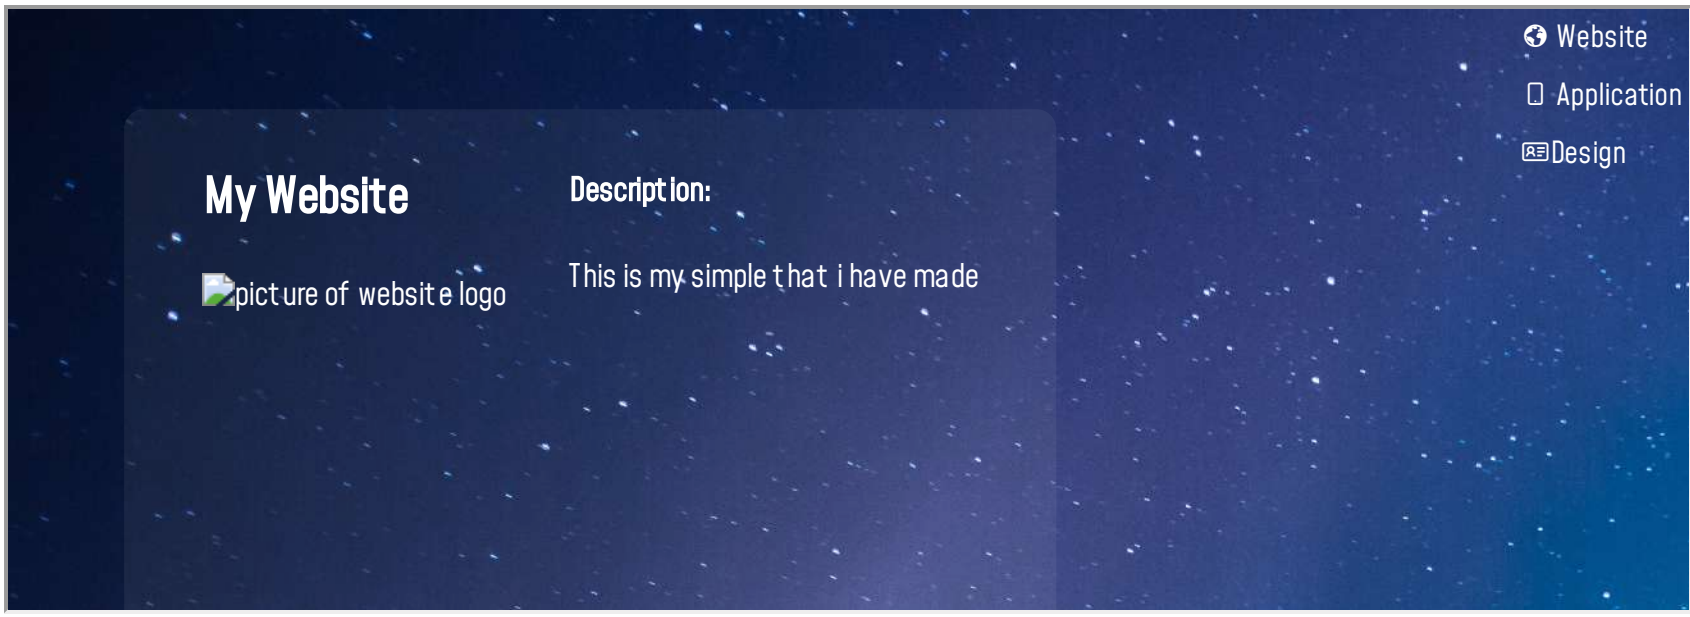 Website
Application
Design
My Website
picture of website logo
Description:
This is my simple that i have made